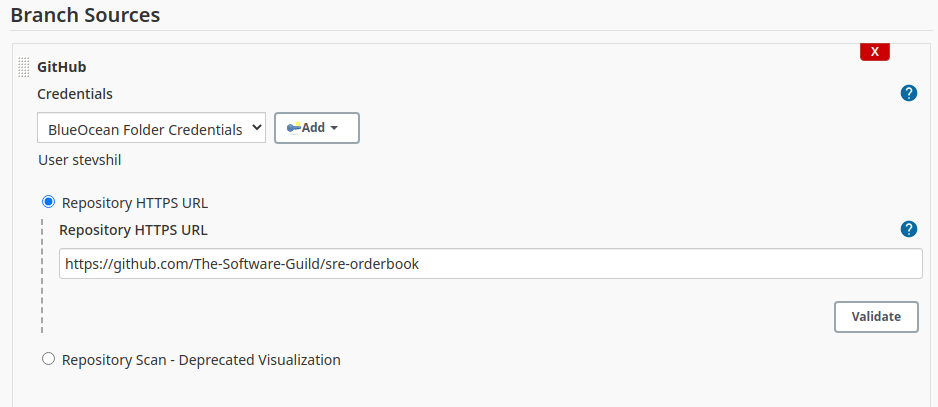 Branch Sources
X
GitHub
Credentials
?
BlueOcean Folder Credentials
Add
User stevshil
Repository HTTPS URL
Repository HTTPS URL
?
https://github.com/The-Software-Guild/sre-orderbook
Validate
Repository Scan - Deprecated Visualization